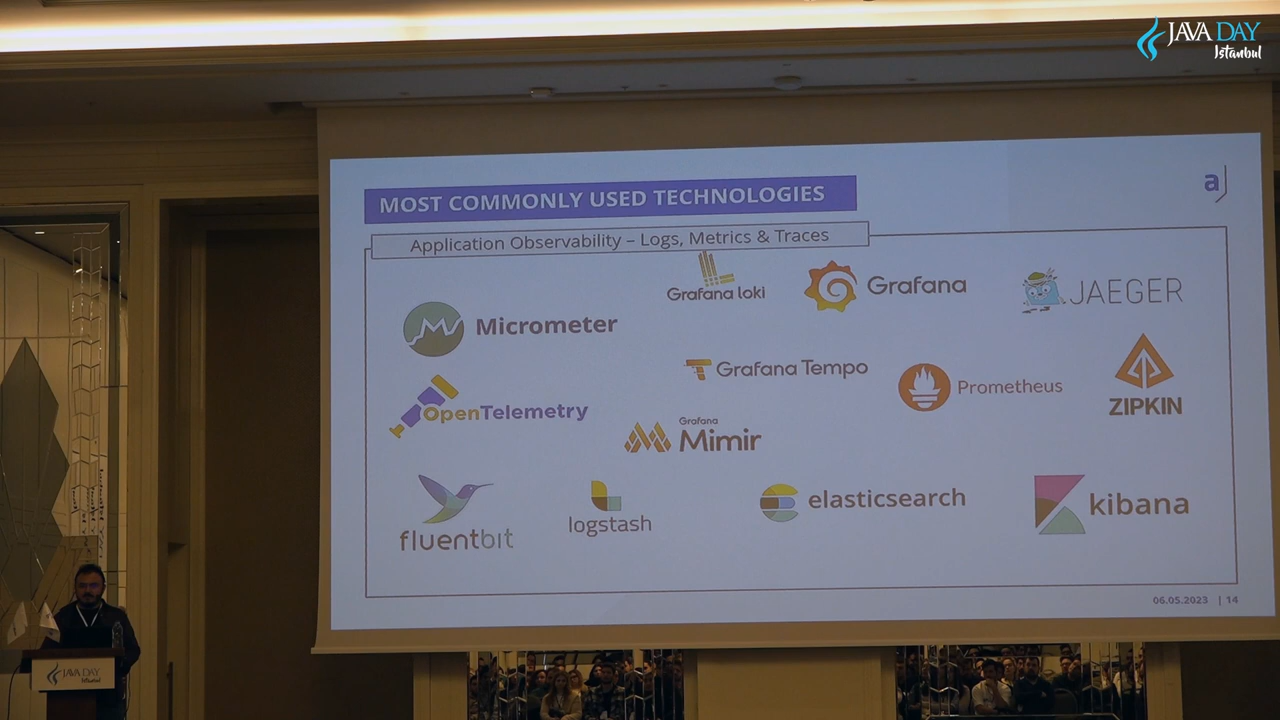 JAVA DAY
Istanbul
a
MOST COMMONLY USED TECHNOLOGIES
Application Observability – Logs, Metrics & Traces
Grafana loki
Grafana
JAEGER
Micrometer
Grafana Tempo
Prometheus
ZIPKIN
OpenTelemetry
Grafana
Mimir
fluentbit
logstash
elasticsearch
kibana
06.05.2023 | 14
JAVA DAY
Istanbul